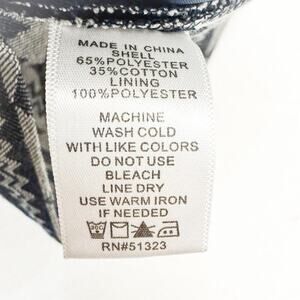 MADE IN CHINA
SHELL
65%POLYESTER
35%COTTON
LINING
100%POLYESTER
MACHINE
WASH COLD
WITH LIKE COLORS
DO NOT USE
BLEACH
LINE DRY
USE WARM IRON
IF NEEDED
RN#51323